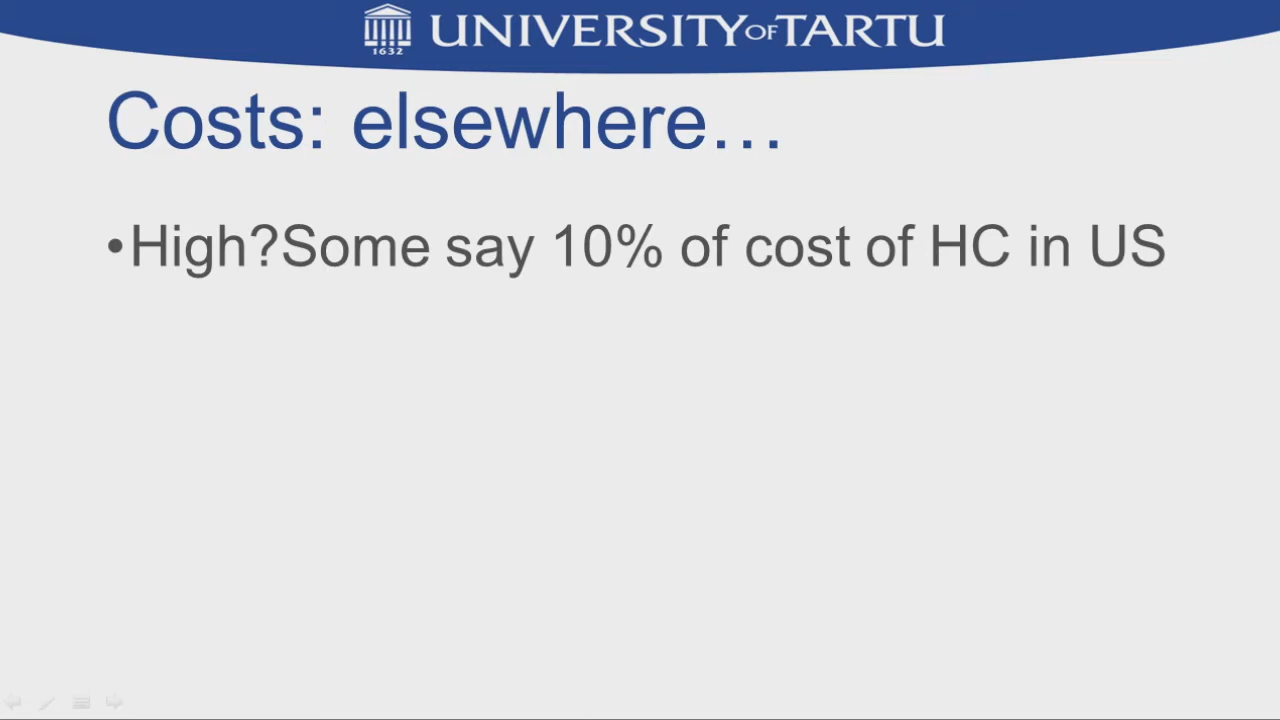 1632 UNIVERSITY OF TARTU
Costs: elsewhere…
•High?Some say 10% of cost of HC in US